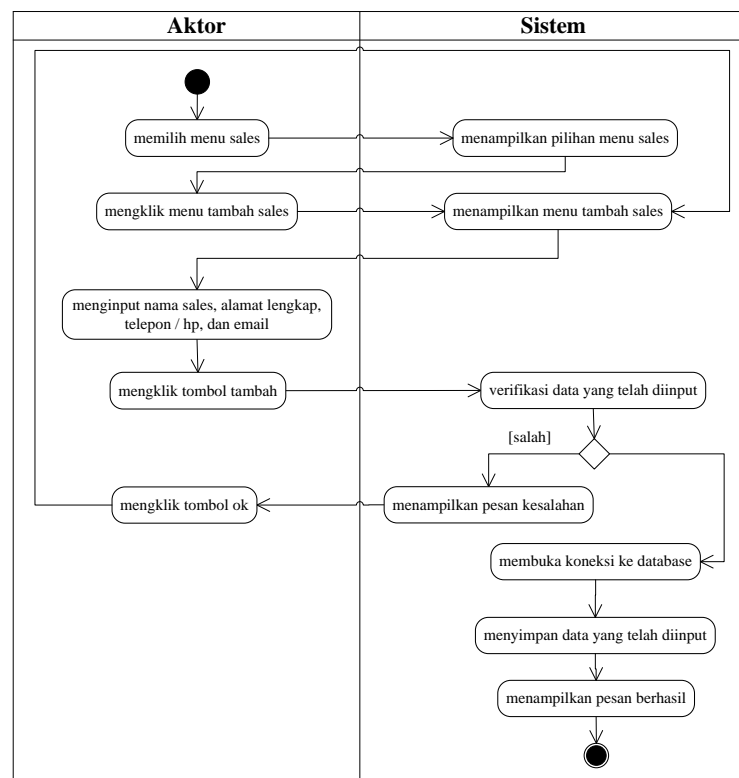 Aktor
Sistem
memilih menu sales
menampilkan pilihan menu sales
mengklik menu tambah sales
menampilkan menu tambah sales
menginput nama sales, alamat lengkap,
telepon / hp, dan email
mengklik tombol tambah
verifikasi data yang telah diinput
[salah]
mengklik tombol ok
menampilkan pesan kesalahan
membuka koneksi ke database
menyimpan data yang telah diinput
menampilkan pesan berhasil